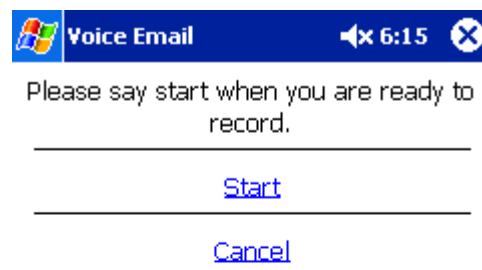 Voice Email 6:15
Please say start when you are ready to
record.
Start
Cancel